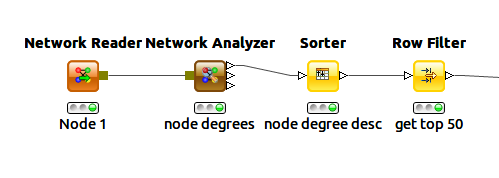 Network Reader Network Analyzer Sorter Row Filter
Node 1 node degrees node degree desc get top 50